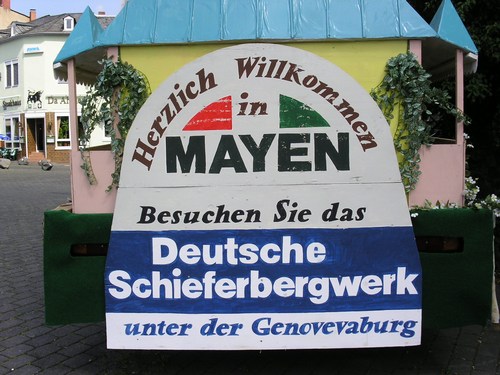 Herzlich Willkommen
in
MAYEN
Besuchen Sie das
Deutsche
Schieferbergwerk
unter der Genovevaburg